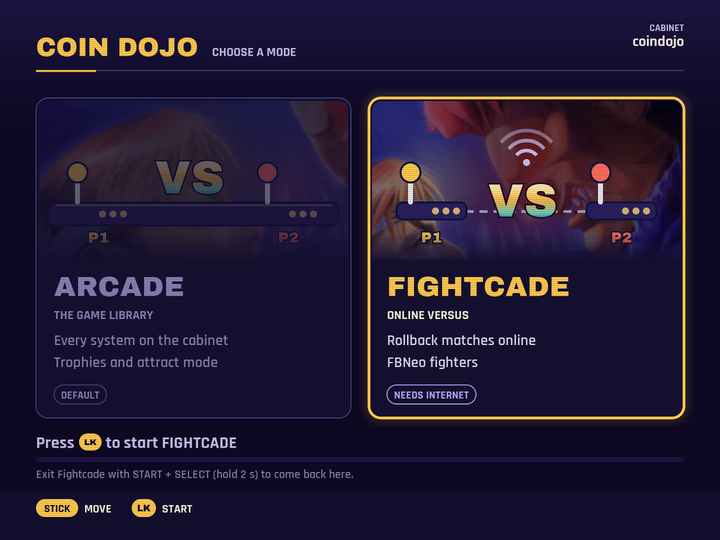 COIN DOJO
CHOOSE A MODE
CABINET
coindojo
VS
P1
P2
ARCADE
THE GAME LIBRARY
Every system on the cabinet
Trophies and attract mode
DEFAULT
VS
P1
P2
FIGHTCADE
ONLINE VERSUS
Rollback matches online
FBNeo fighters
NEEDS INTERNET
Press LK to start FIGHTCADE
Exit Fightcade with START + SELECT (hold 2 s) to come back here.
STICK MOVE LK START